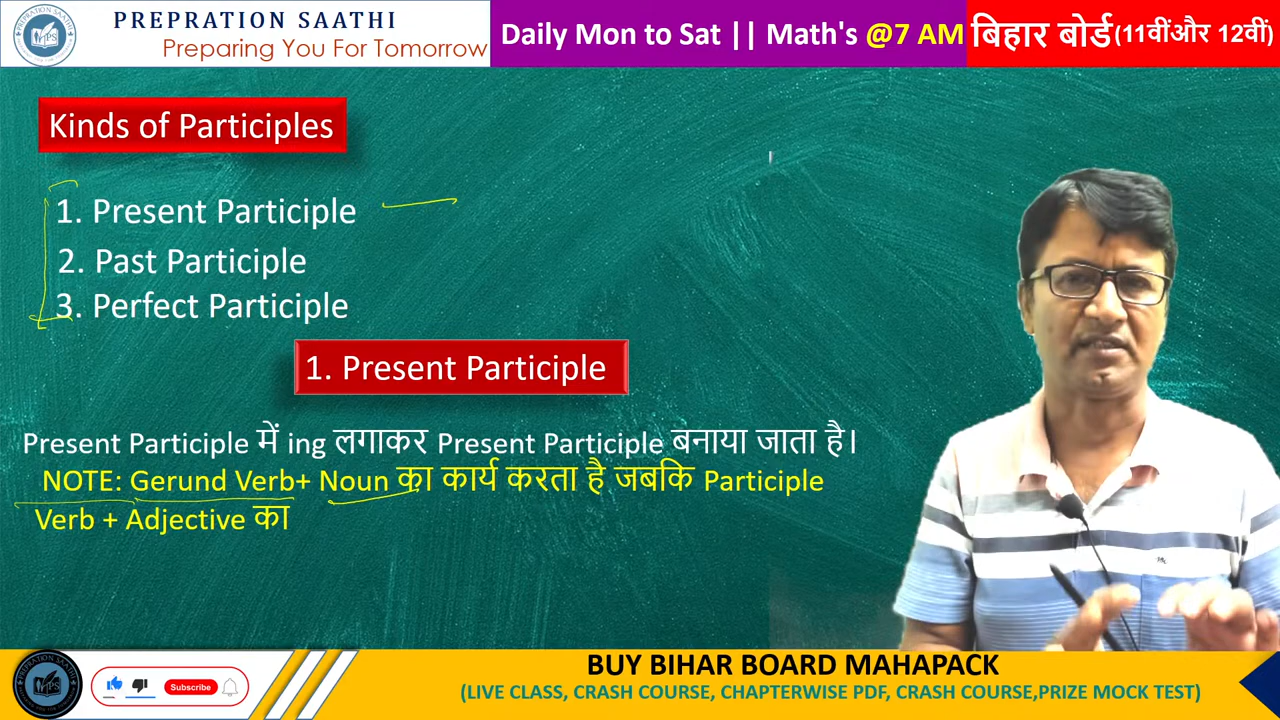 PREPRATION SAATHI
Preparing You For Tomorrow
Daily Mon to Sat || Math's @7 AM
बिहार बोर्ड(11वींऔर 12वीं)
Kinds of Participles
1. Present Participle
2. Past Participle
3. Perfect Participle
1. Present Participle
Present Participle में ing लगाकर Present Participle बनाया जाता है।
NOTE: Gerund Verb+ Noun का कार्य करता है जबकि Participle
Verb + Adjective का
Subscribe
BUY BIHAR BOARD MAHAPACK
(LIVE CLASS, CRASH COURSE, CHAPTERWISE PDF, CRASH COURSE,PRIZE MOCK TEST)